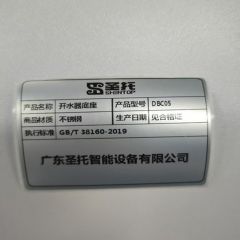 圣托
SHENTOP
产品名称 开水器底座 产品型号 DBC05
商品材质 不锈钢 生产日期 见合格证
执行标准 GB/T 38160-2019
广东圣托智能设备有限公司